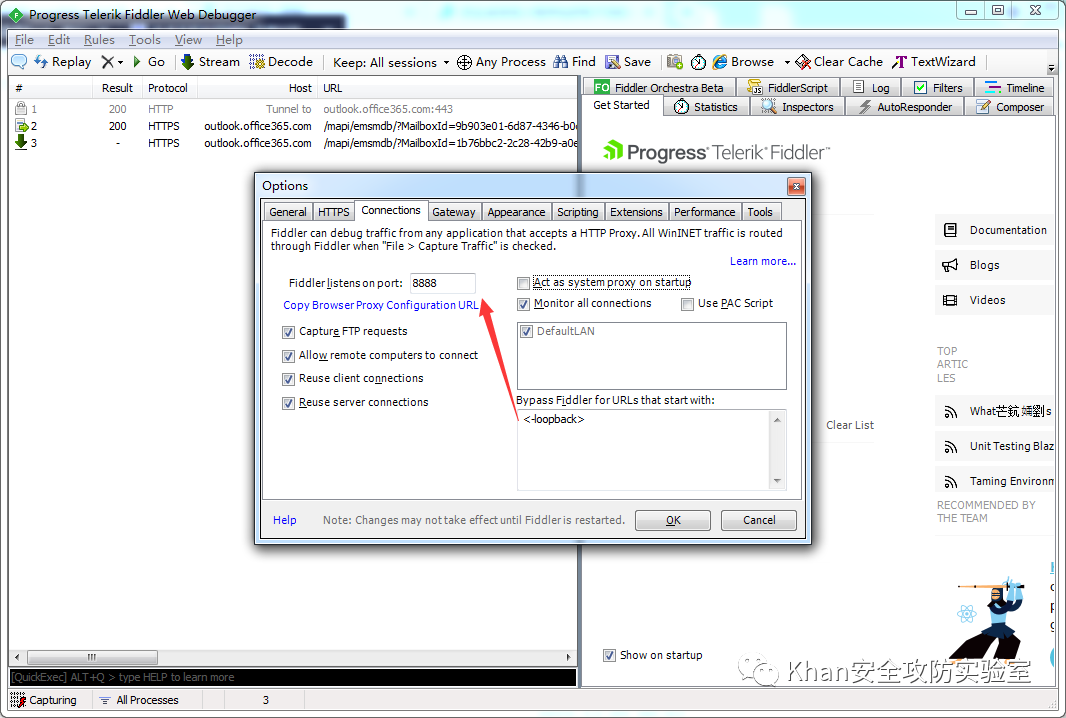 Progress Telerik Fiddler Web Debugger
File Edit Rules Tools View Help
Replay Go Stream Decode Keep: All sessions Any Process Find Save Browse Clear Cache TextWizard
# Result Protocol Host URL
1 200 HTTP Tunnel to outlook.office365.com:443
2 200 HTTPS outlook.office365.com /mapi/emsmdb/?MailboxId=9b903e01-6d87-4346-b0
3 - HTTPS outlook.office365.com /mapi/emsmdb/?MailboxId=1b76bbc2-2c28-42b9-a0e
FO Fiddler Orchestra Beta FiddlerScript Log Filters Timeline
Get Started Statistics Inspectors AutoResponder Composer
Progress Telerik Fiddler
Options
General HTTPS Connections Gateway Appearance Scripting Extensions Performance Tools
Fiddler can debug traffic from any application that accepts a HTTP Proxy. All WinINET traffic is routed
through Fiddler when "File > Capture Traffic" is checked.
Learn more...
Fiddler listens on port: 8888
Copy Browser Proxy Configuration URL
Capture FTP requests
Allow remote computers to connect
Reuse client connections
Reuse server connections
Act as system proxy on startup
Monitor all connections Use PAC Script
DefaultLAN
Bypass Fiddler for URLs that start with:
<-loopback>
Help Note: Changes may not take effect until Fiddler is restarted. OK Cancel
Documentation
Blogs
Videos
TOP
ARTIC
LES
Clear List
What
Unit Testing Blaz
Taming Environm
RECOMMENDED BY
THE TEAM
Show on startup
Khan安全攻防实验室
[QuickExec] ALT+Q > type HELP to learn more
Capturing All Processes 3